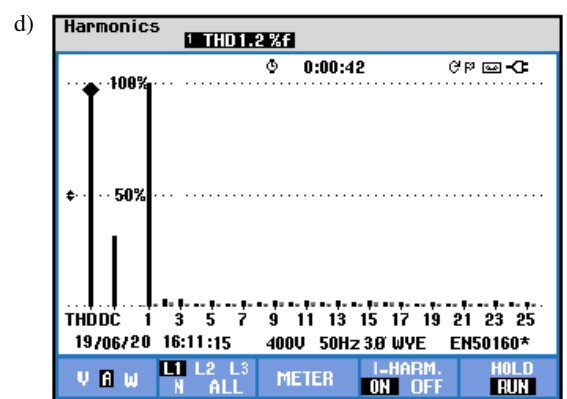 d)
Harmonics
1 THD1.2 %f
0:00:42
100%
50%
THDDC 1 3 5 7 9 11 13 15 17 19 21 23 25
19/06/20 16:11:15 400V 50Hz 3.0 WYE EN50160*
V A W L1 L2 L3 METER I-HARM. HOLD
N ALL ON OFF RUN